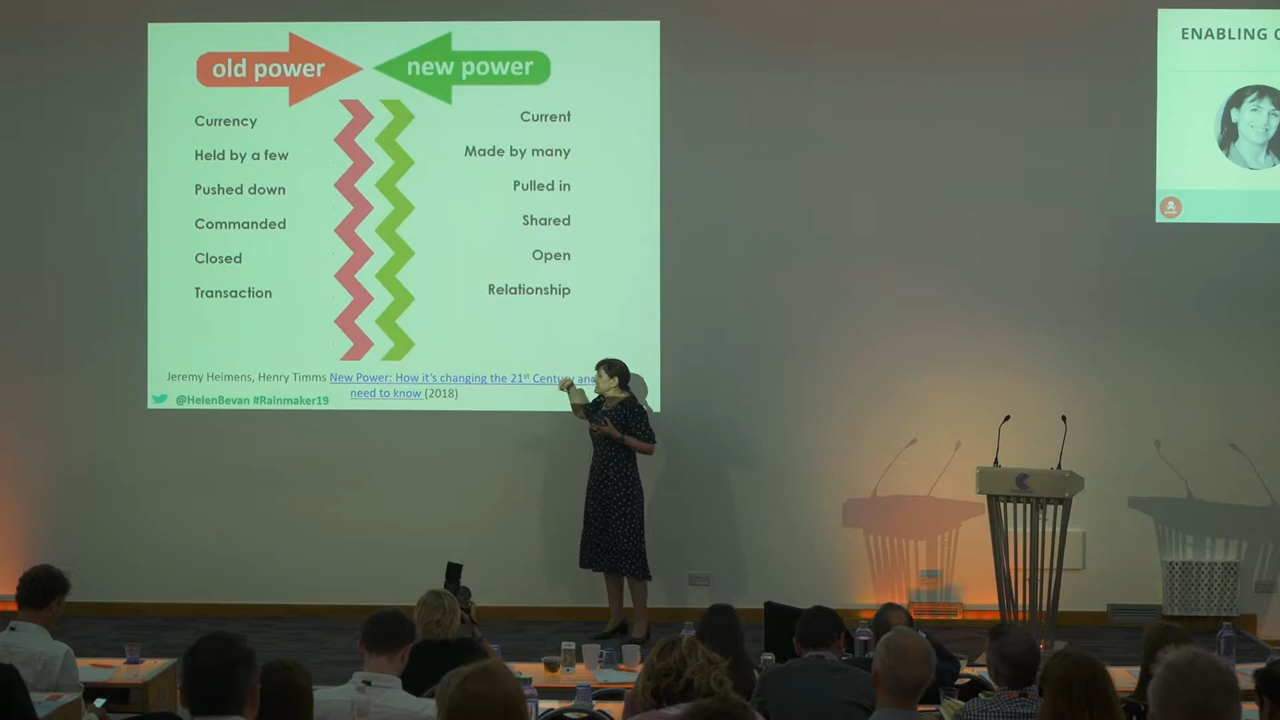 old power
new power
Currency
Current
Held by a few
Made by many
Pushed down
Pulled in
Commanded
Shared
Closed
Open
Transaction
Relationship
Jeremy Heimens, Henry Timms New Power: How it's changing the 21st Century and
need to know (2018)
@HelenBevan #Rainmaker19
ENABLING